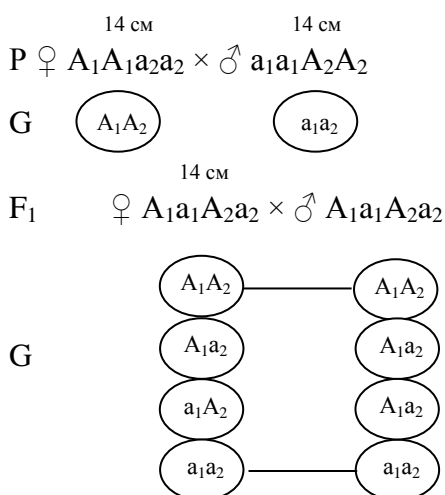 14 см 14 см
P ♀ A₁A₁a₂a₂ × ♂ a₁a₁A₂A₂
G A₁A₂ a₁a₂
14 см
F₁ ♀ A₁a₁A₂a₂ × ♂ A₁a₁A₂a₂
A₁A₂ A₁A₂
A₁a₂ A₁a₂
G
a₁A₂ A₁a₂
a₁a₂ a₁a₂